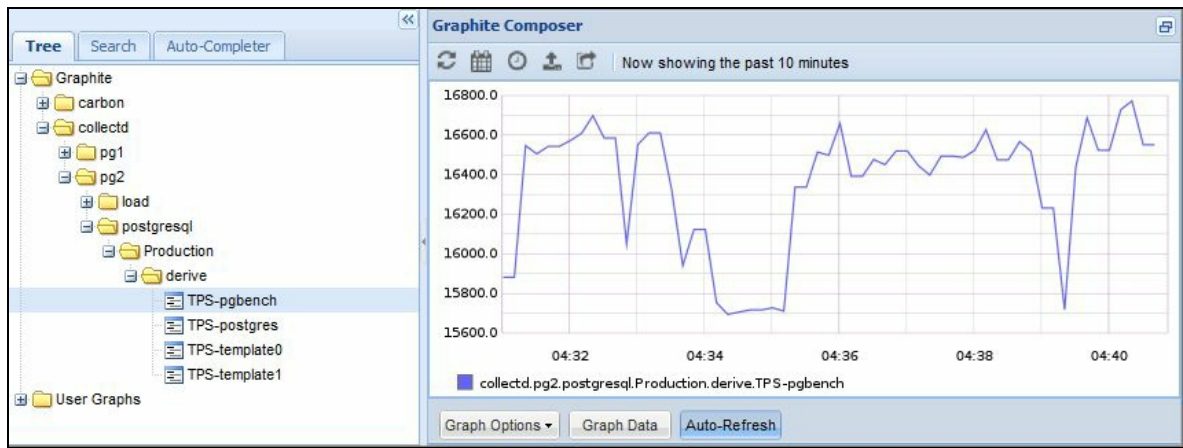 Tree Search Auto-Completer
Graphite
carbon
collectd
pg1
pg2
load
postgresql
Production
derive
TPS-pgbench
TPS-postgres
TPS-template0
TPS-template1
User Graphs
Graphite Composer
Now showing the past 10 minutes
16800.0
16600.0
16400.0
16200.0
16000.0
15800.0
15600.0
04:32 04:34 04:36 04:38 04:40
collectd.pg2.postgresql.Production.derive.TPS-pgbench
Graph Options Graph Data Auto-Refresh